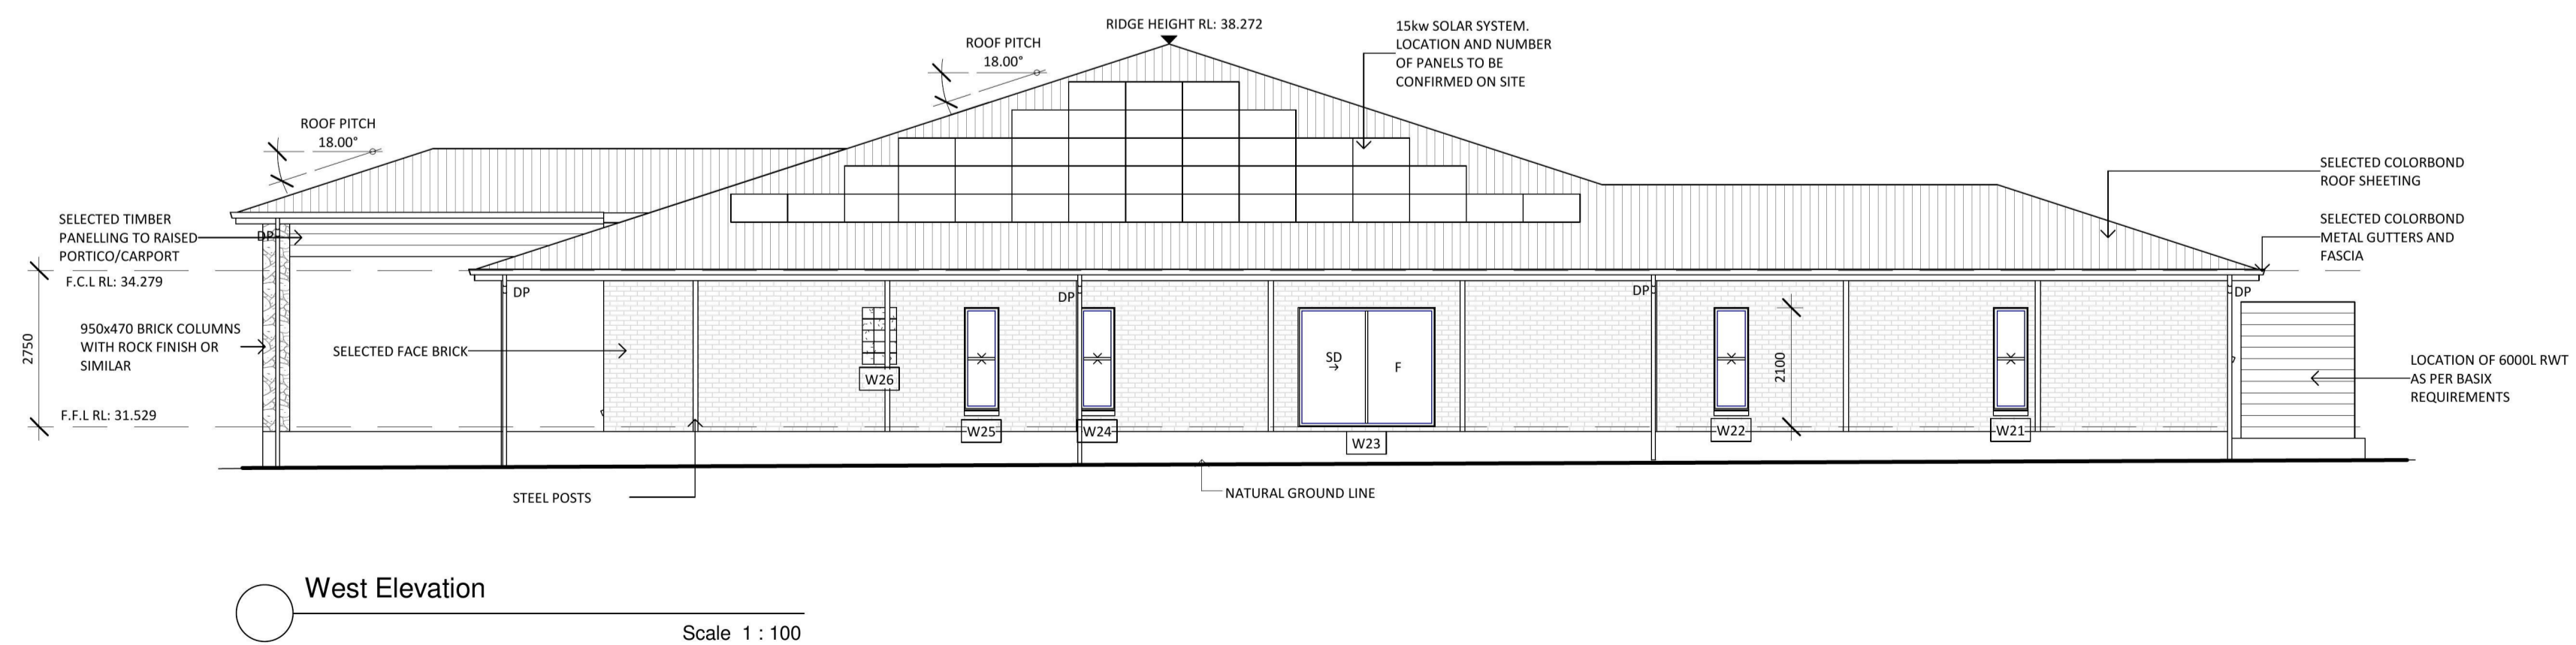 RIDGE HEIGHT RL: 38.272
15kw SOLAR SYSTEM.
LOCATION AND NUMBER
OF PANELS TO BE
CONFIRMED ON SITE
ROOF PITCH
18.00°
ROOF PITCH
18.00°
SELECTED COLORBOND
ROOF SHEETING
SELECTED TIMBER
PANELLING TO RAISED
PORTICO/CARPORT
DP
SELECTED COLORBOND
METAL GUTTERS AND
FASCIA
F.C.L RL: 34.279
DP
DP
DP
DP
2750
950x470 BRICK COLUMNS
WITH ROCK FINISH OR
SIMILAR
SELECTED FACE BRICK
W26
SD
F
2100
LOCATION OF 6000L RWT
AS PER BASIX
REQUIREMENTS
F.F.L RL: 31.529
W25
W24
W23
W22
W21
STEEL POSTS
NATURAL GROUND LINE
West Elevation
Scale 1 : 100